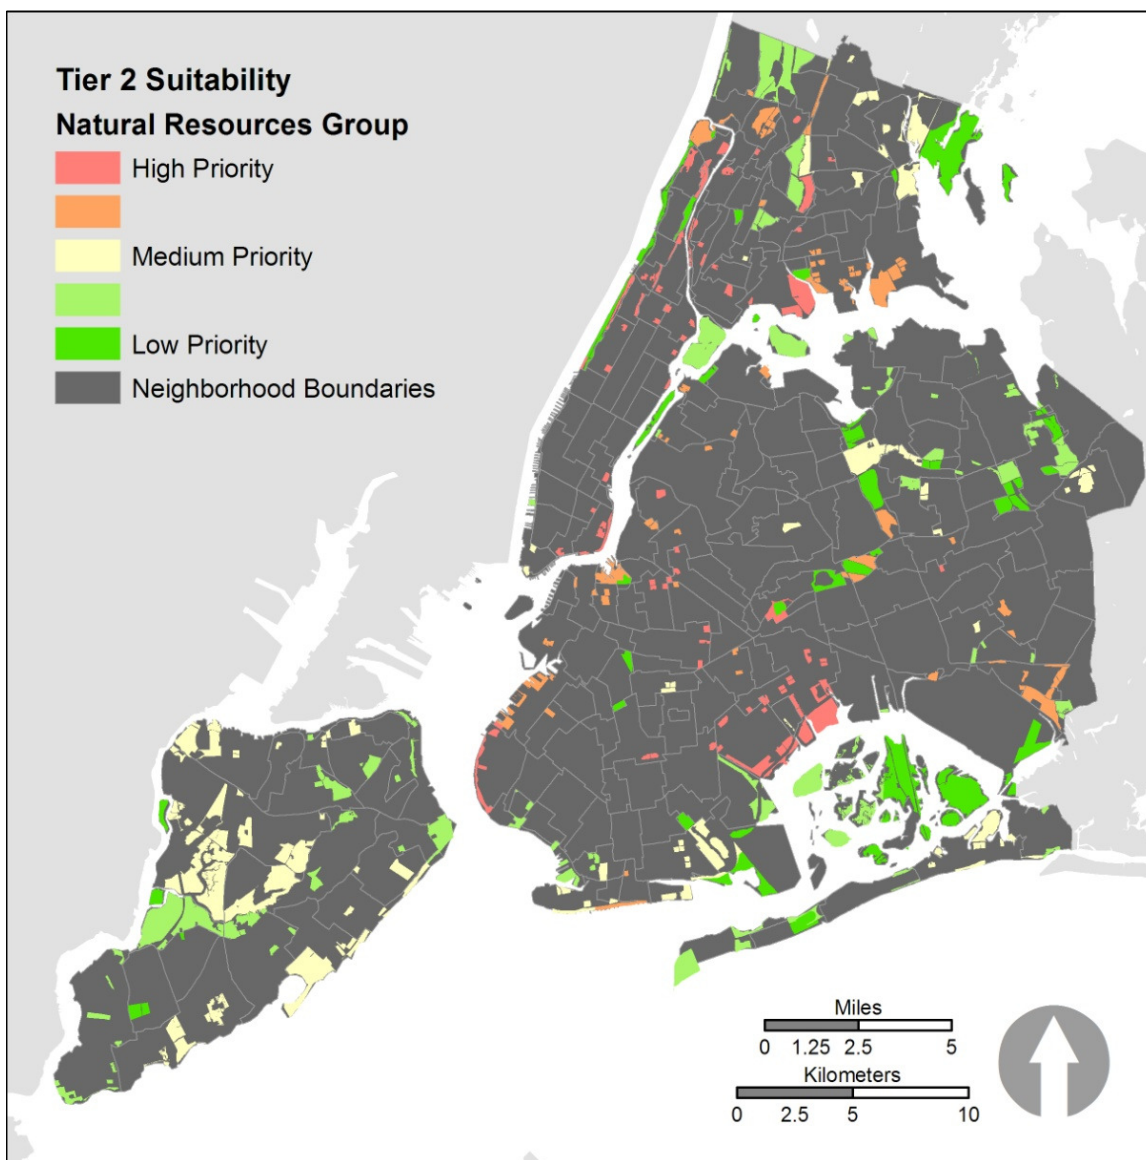 Tier 2 Suitability
Natural Resources Group
High Priority
Medium Priority
Low Priority
Neighborhood Boundaries
Miles
0 1.25 2.5 5
Kilometers
0 2.5 5 10